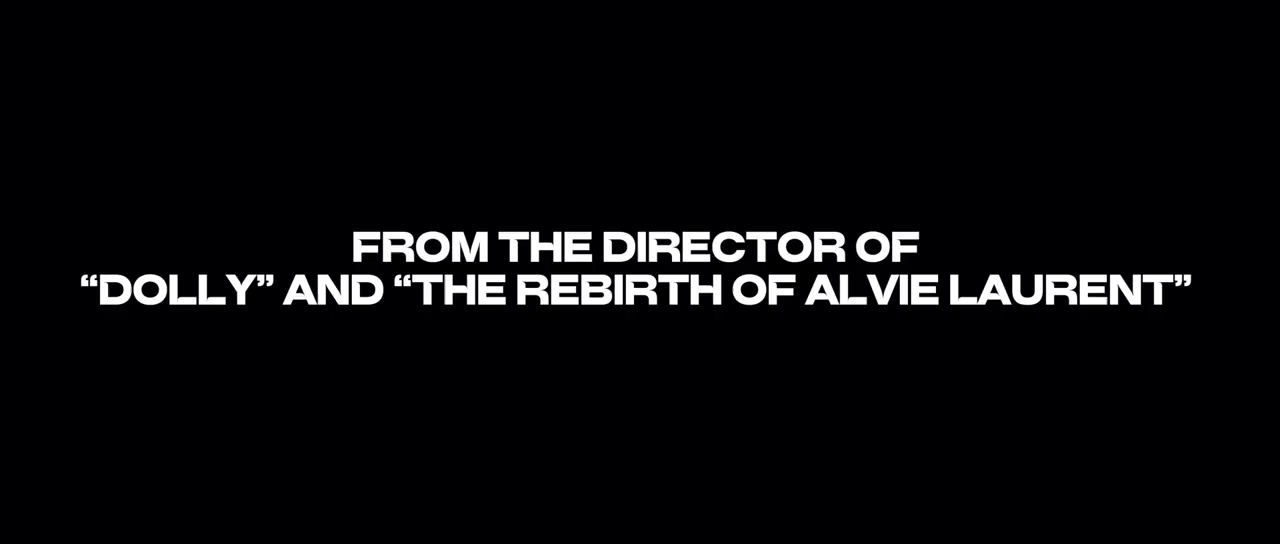 FROM THE DIRECTOR OF
“DOLLY” AND “THE REBIRTH OF ALVIE LAURENT”